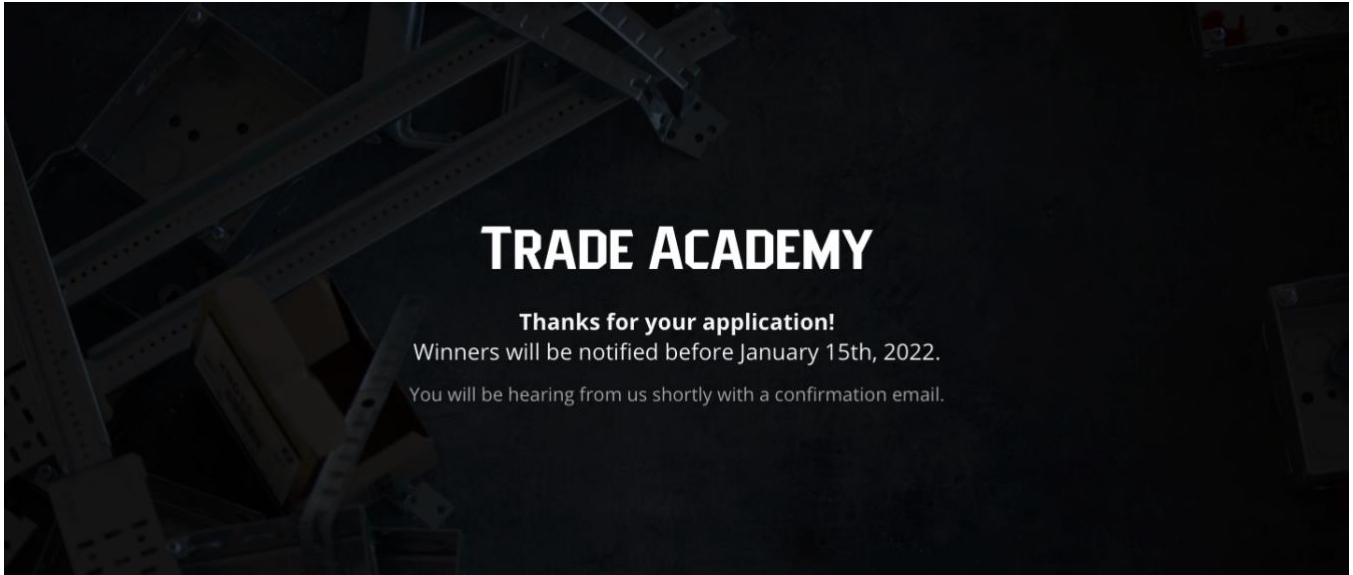 TRADE ACADEMY
Thanks for your application!
Winners will be notified before January 15th, 2022.
You will be hearing from us shortly with a confirmation email.